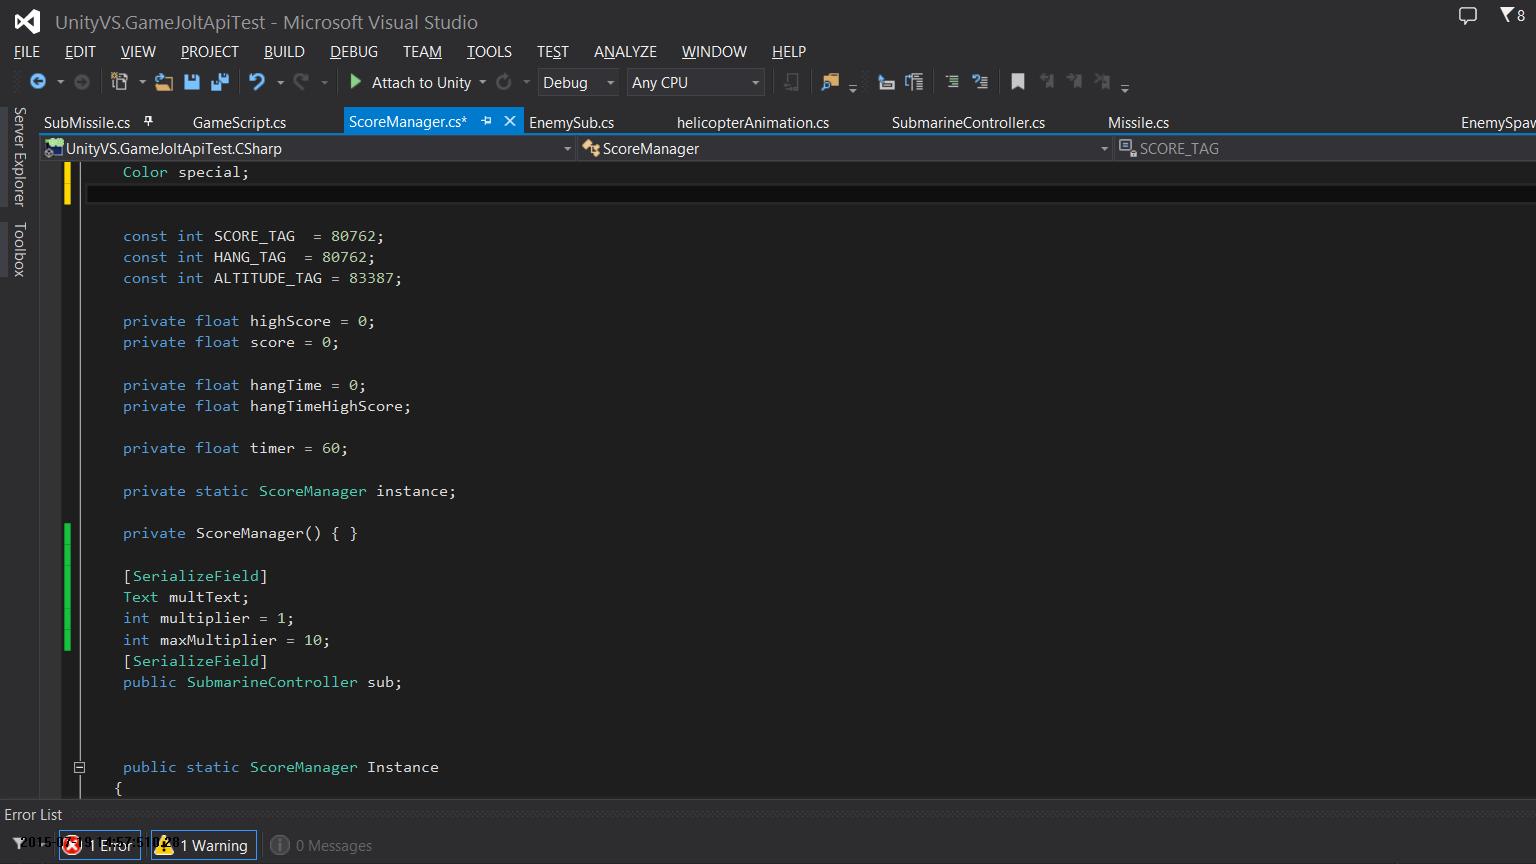 UnityVS.GameJoltApiTest - Microsoft Visual Studio
8
FILE EDIT VIEW PROJECT BUILD DEBUG TEAM TOOLS TEST ANALYZE WINDOW HELP
Attach to Unity Debug Any CPU
SubMissile.cs GameScript.cs ScoreManager.cs* EnemySub.cs helicopterAnimation.cs SubmarineController.cs Missile.cs EnemySpaw
UnityVS.GameJoltApiTest.CSharp ScoreManager SCORE_TAG
Server Explorer
Toolbox
Color special;
const int SCORE_TAG  = 80762;
const int HANG_TAG  = 80762;
const int ALTITUDE_TAG = 83387;
private float highScore = 0;
private float score = 0;
private float hangTime = 0;
private float hangTimeHighScore;
private float timer = 60;
private static ScoreManager instance;
private ScoreManager() { }
[SerializeField]
Text multText;
int multiplier = 1;
int maxMultiplier = 10;
[SerializeField]
public SubmarineController sub;
public static ScoreManager Instance
{
Error List
1 Error 1 Warning 0 Messages